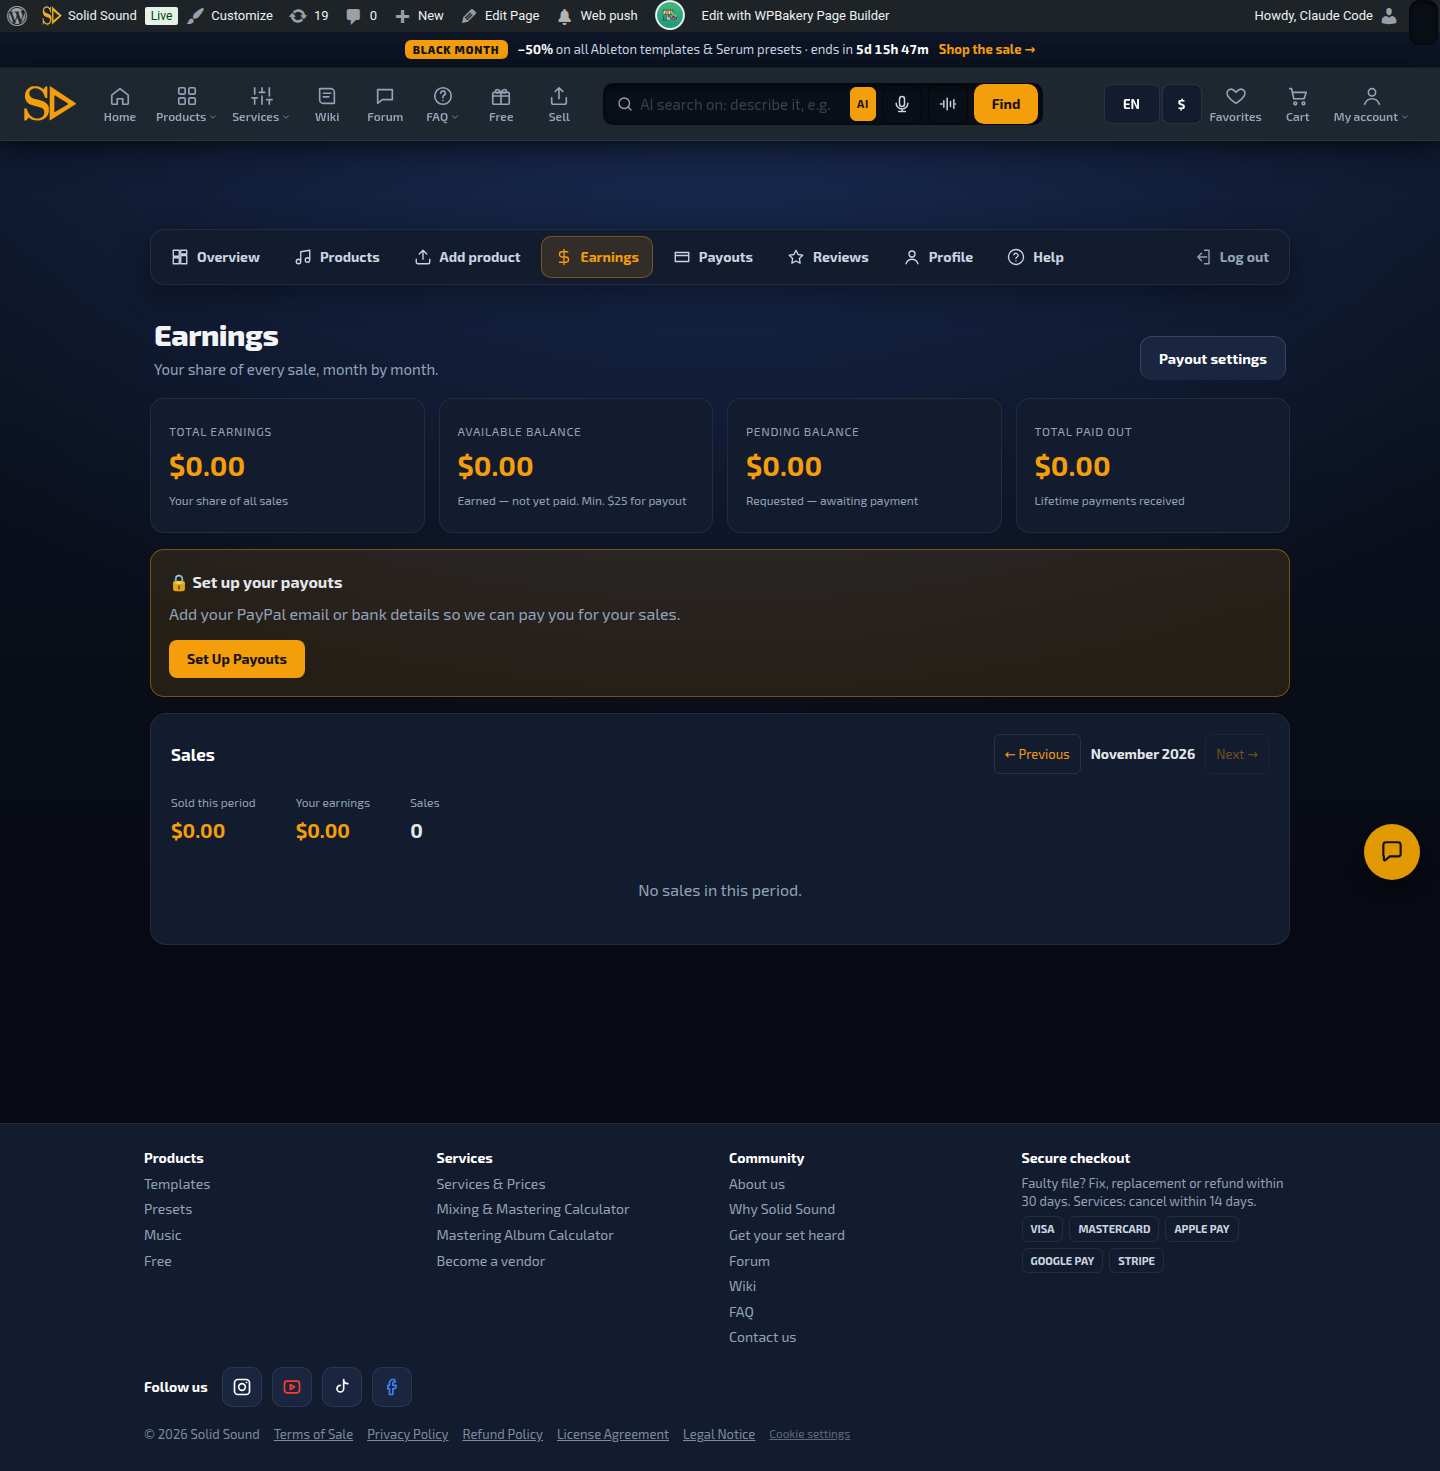 Solid Sound Live Customize 19 0 New Edit Page Web push Edit with WPBakery Page Builder Howdy, Claude Code
BLACK MONTH −50% on all Ableton templates & Serum presets · ends in 5d 15h 47m Shop the sale →
SD Home Products Services Wiki Forum FAQ Free Sell AI search on: describe it, e.g. AI Find EN $ Favorites Cart My account
Overview Products Add product Earnings Payouts Reviews Profile Help Log out
Earnings
Your share of every sale, month by month.
Payout settings
TOTAL EARNINGS
$0.00
Your share of all sales
AVAILABLE BALANCE
$0.00
Earned — not yet paid. Min. $25 for payout
PENDING BALANCE
$0.00
Requested — awaiting payment
TOTAL PAID OUT
$0.00
Lifetime payments received
Set up your payouts
Add your PayPal email or bank details so we can pay you for your sales.
Set Up Payouts
Sales
← Previous November 2026 Next →
Sold this period Your earnings Sales
$0.00 $0.00 0
No sales in this period.
Products
Templates
Presets
Music
Free
Services
Services & Prices
Mixing & Mastering Calculator
Mastering Album Calculator
Become a vendor
Community
About us
Why Solid Sound
Get your set heard
Forum
Wiki
FAQ
Contact us
Secure checkout
Faulty file? Fix, replacement or refund within
30 days. Services: cancel within 14 days.
VISA MASTERCARD APPLE PAY
GOOGLE PAY STRIPE
Follow us
© 2026 Solid Sound Terms of Sale Privacy Policy Refund Policy License Agreement Legal Notice Cookie settings